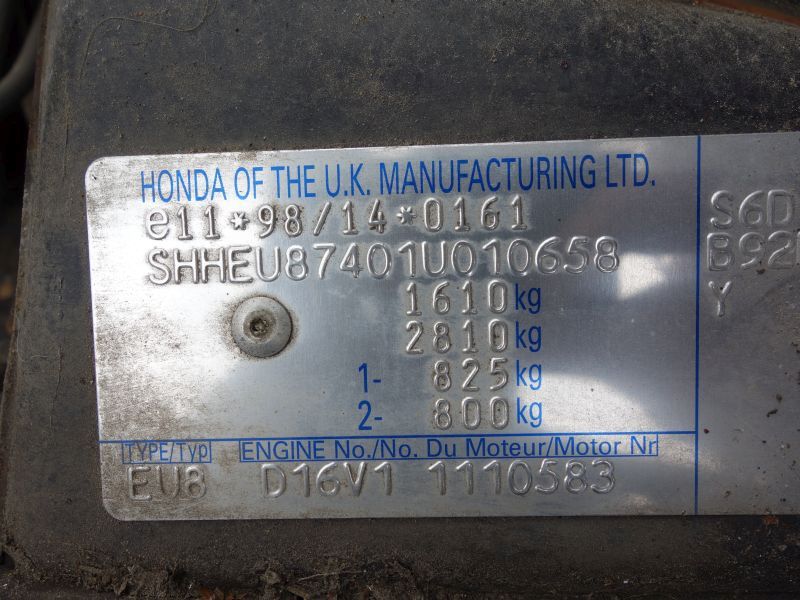 HONDA OF THE U.K. MANUFACTURING LTD.
e11*98/14*0161
SHHEU87401U010658
1610kg
2810kg
1- 825kg
2- 800kg
TYPE/Typ ENGINE No./No. Du Moteur/Motor Nr
EU8 D16V1 1110583
S6D
B92
Y